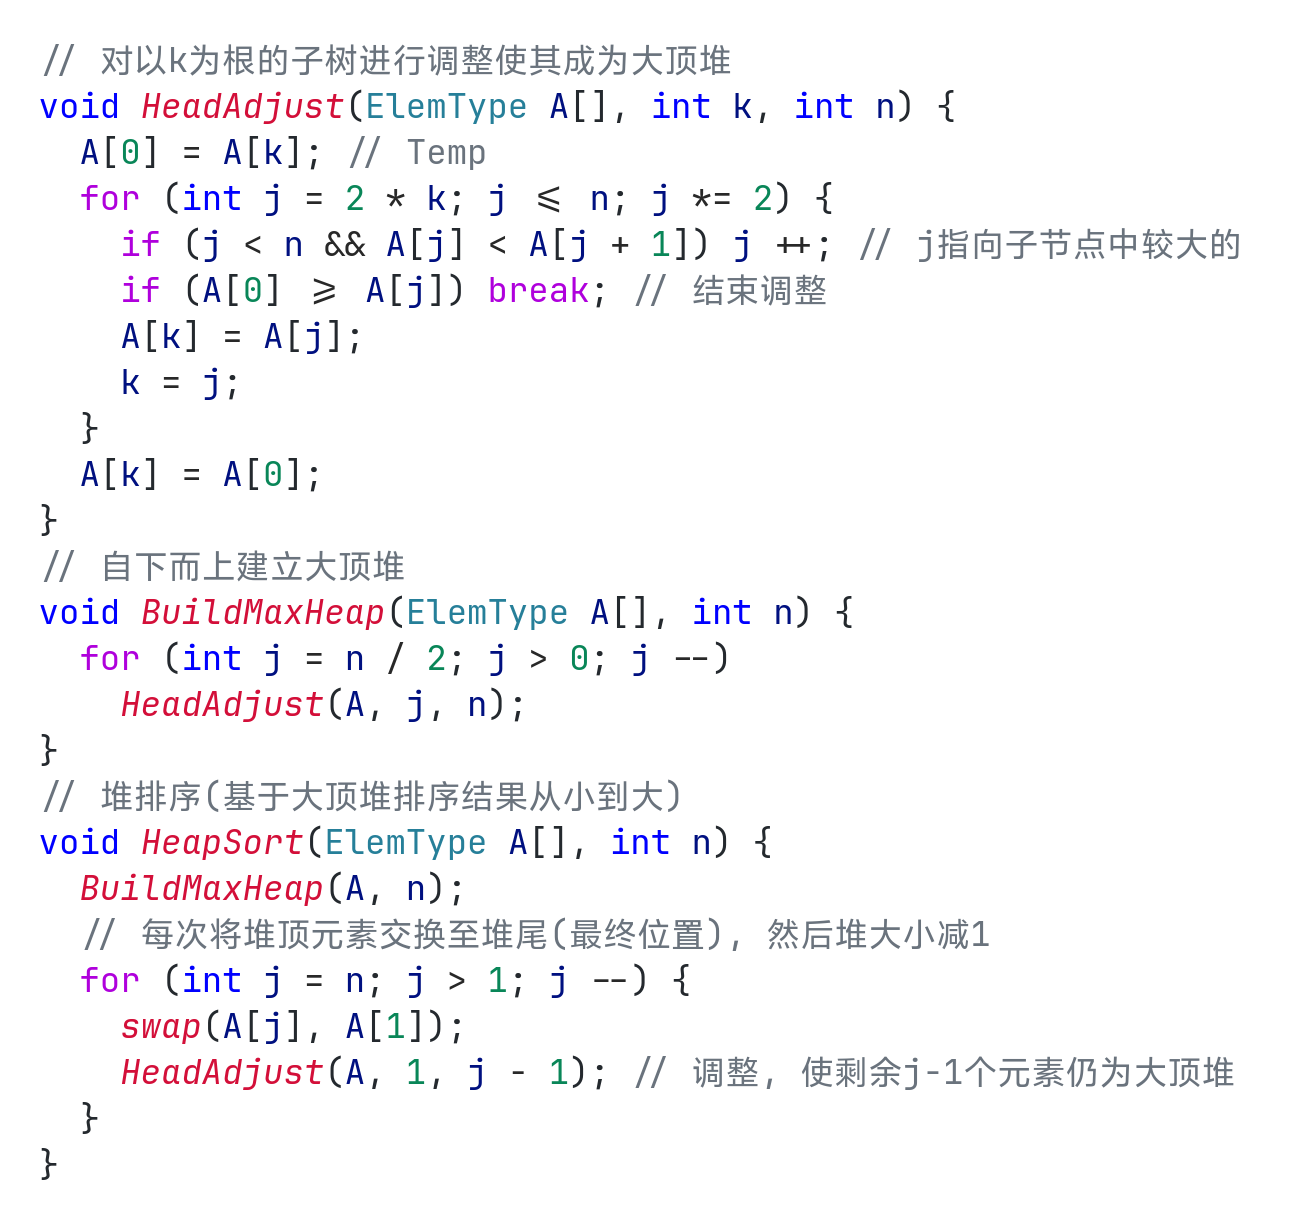 // 对以k为根的子树进行调整使其成为大顶堆
void HeadAdjust(ElemType A[], int k, int n) {
  A[0] = A[k]; // Temp
  for (int j = 2 * k; j <= n; j *= 2) {
    if (j < n && A[j] < A[j + 1]) j ++; // j指向子节点中较大的
    if (A[0] >= A[j]) break; // 结束调整
    A[k] = A[j];
    k = j;
  }
  A[k] = A[0];
}
// 自下而上建立大顶堆
void BuildMaxHeap(ElemType A[], int n) {
  for (int j = n / 2; j > 0; j --)
    HeadAdjust(A, j, n);
}
// 堆排序(基于大顶堆排序结果从小到大)
void HeapSort(ElemType A[], int n) {
  BuildMaxHeap(A, n);
  // 每次将堆顶元素交换至堆尾(最终位置), 然后堆大小减1
  for (int j = n; j > 1; j --) {
    swap(A[j], A[1]);
    HeadAdjust(A, 1, j - 1); // 调整, 使剩余j-1个元素仍为大顶堆
  }
}